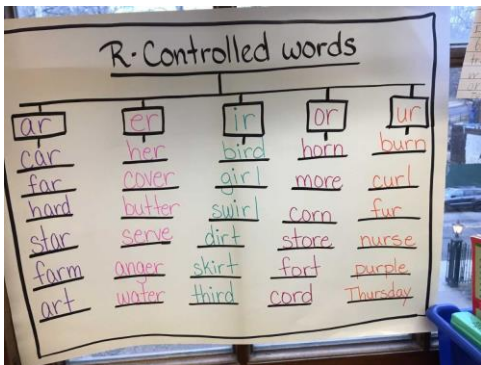 R-Controlled words
ar er ir or ur
car her bird horn burn
far cover girl more curl
hard butter swirl corn fur
star serve dirt store nurse
farm anger skirt fort purple
art water third cord Thursday